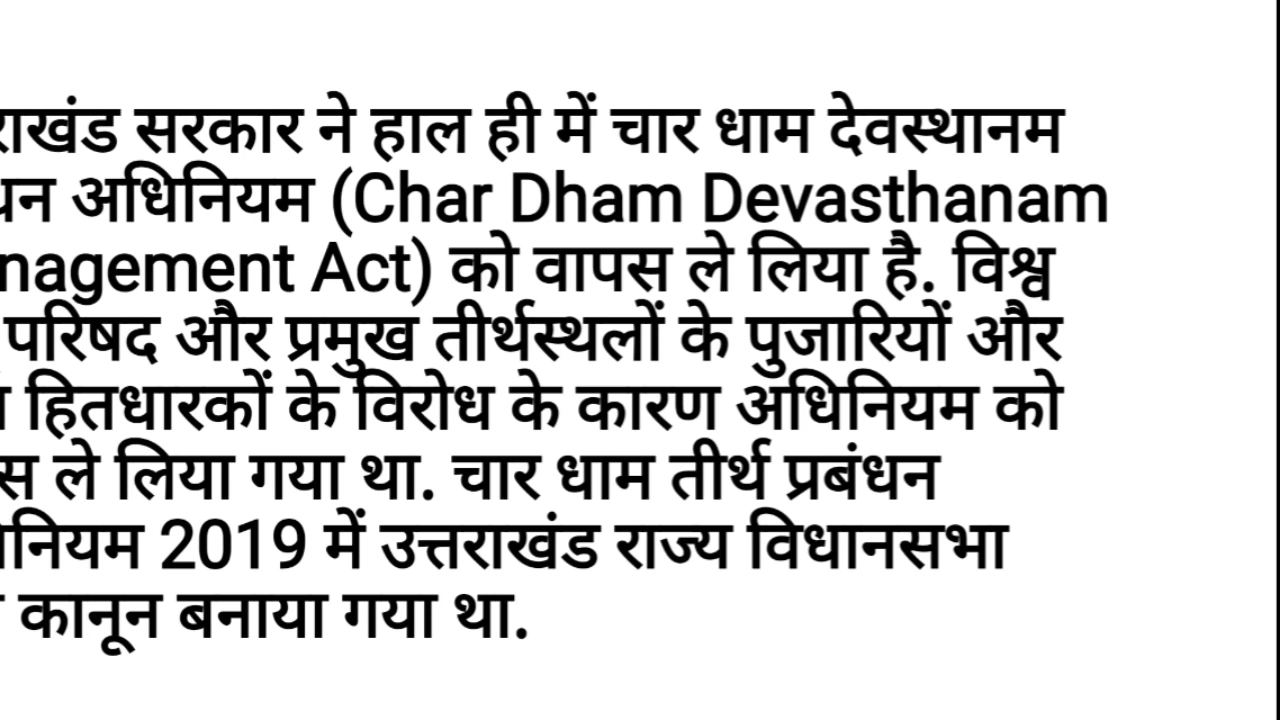 राखंड सरकार ने हाल ही में चार धाम देवस्थानम
धन अधिनियम (Char Dham Devasthanam
nagement Act) को वापस ले लिया है. विश्व
परिषद और प्रमुख तीर्थस्थलों के पुजारियों और
हितधारकों के विरोध के कारण अधिनियम को
स ले लिया गया था. चार धाम तीर्थ प्रबंधन
नियम 2019 में उत्तराखंड राज्य विधानसभा
कानून बनाया गया था.